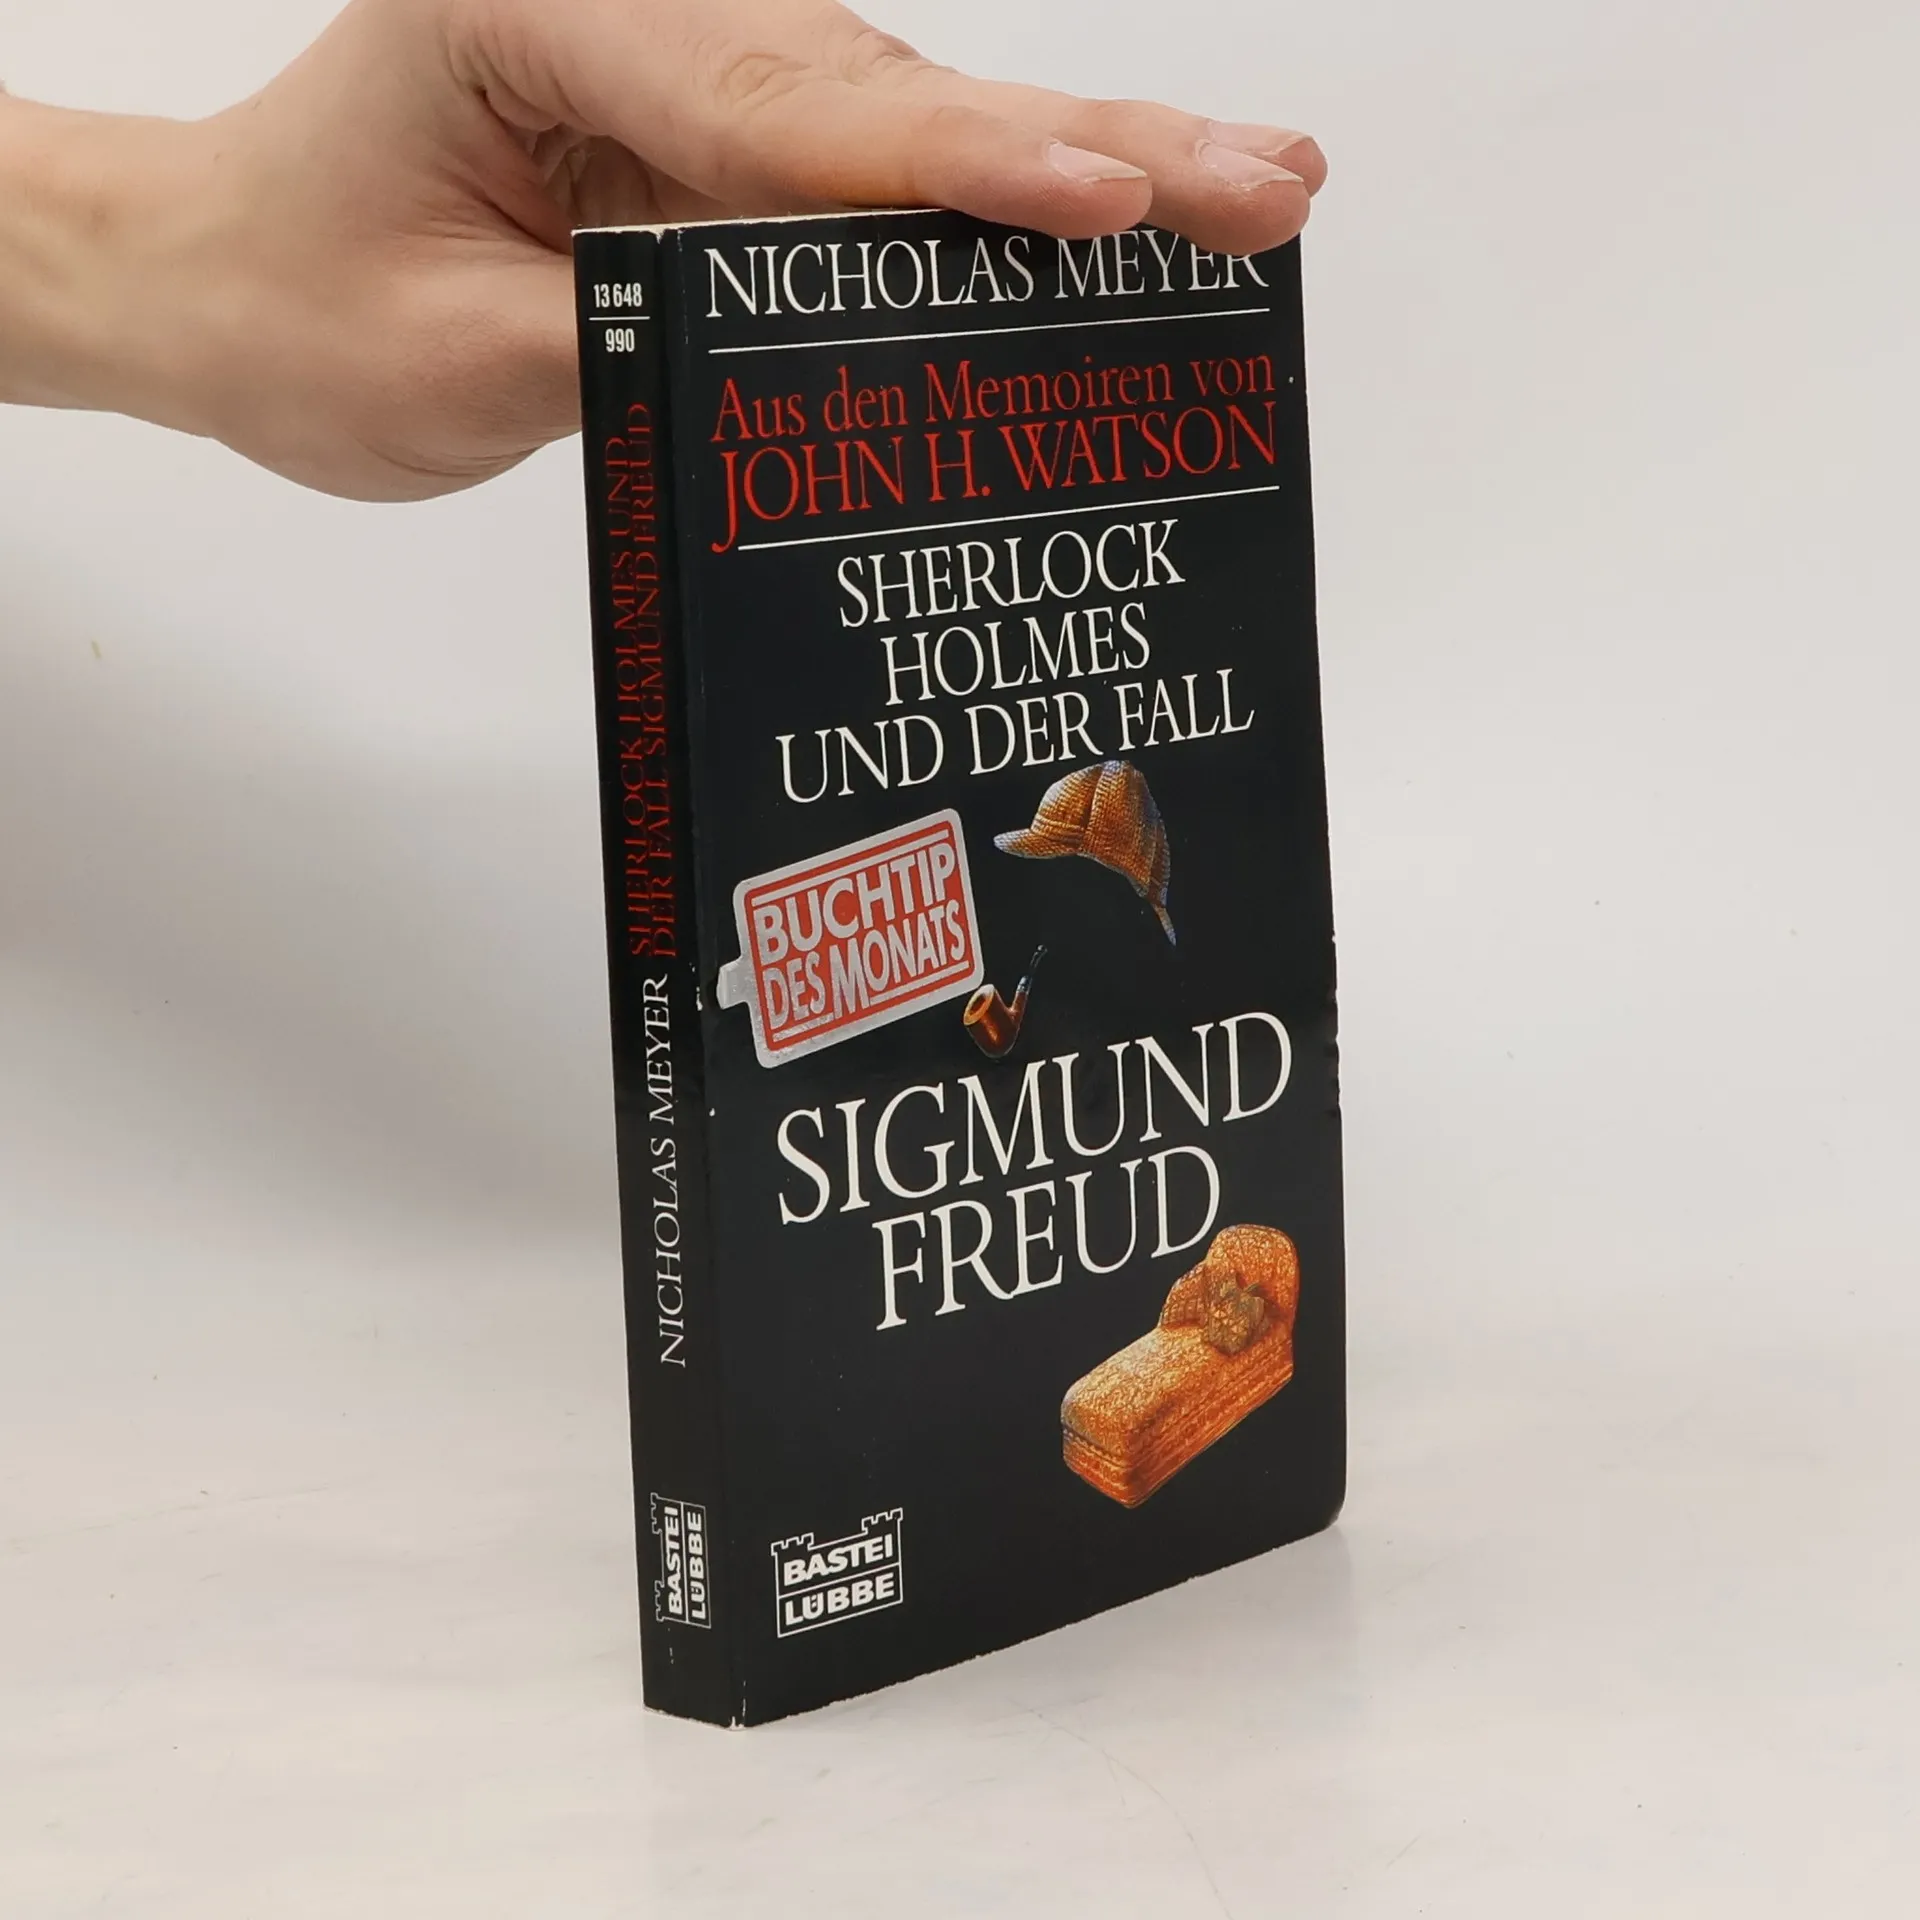 13 648
990
SHERLOCK HOLMES UND
DER FALL SIGMUND FREUD
NICHOLAS MEYER
BASTEI
LÜBBE
NICHOLAS MEYER
Aus den Memoiren von
JOHN H. WATSON
SHERLOCK
HOLMES
UND DER FALL
BUCHTIP
DES MONATS
SIGMUND
FREUD
BASTEI
LÜBBE